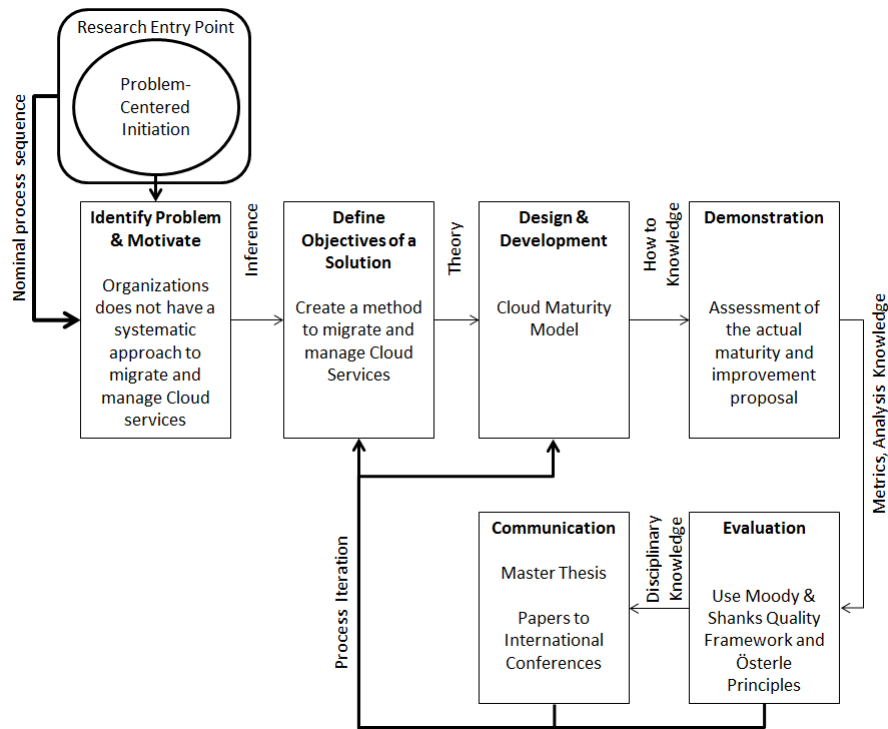 Research Entry Point
Problem-
Centered
Initiation
Nominal process sequence
Identify Problem
& Motivate
Organizations
does not have a
systematic
approach to
migrate and
manage Cloud
services
Inference
Define
Objectives of a
Solution
Create a method
to migrate and
manage Cloud
Services
Theory
Design &
Development
Cloud Maturity
Model
How to
Knowledge
Demonstration
Assessment of
the actual
maturity and
improvement
proposal
Metrics, Analysis Knowledge
Evaluation
Use Moody &
Shanks Quality
Framework and
Österle
Principles
Disciplinary
Knowledge
Communication
Master Thesis
Papers to
International
Conferences
Process Iteration